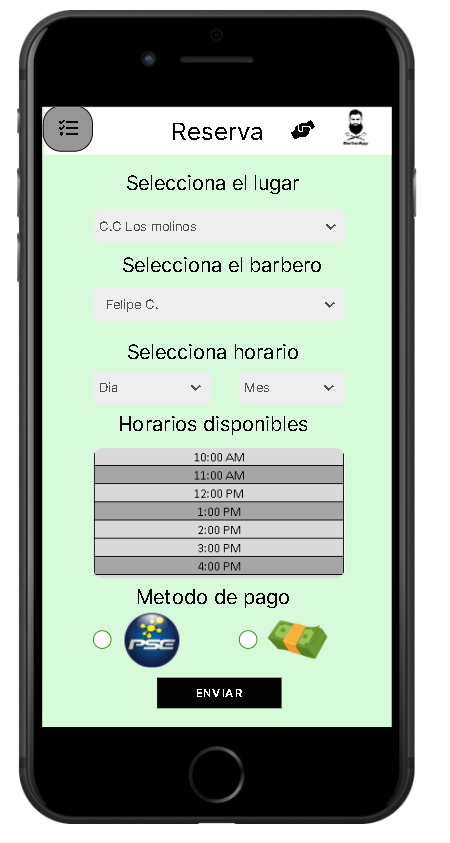 Reserva
BarberApp
Selecciona el lugar
C.C Los molinos
Selecciona el barbero
Felipe C.
Selecciona horario
Dia Mes
Horarios disponibles
10:00 AM
11:00 AM
12:00 PM
1:00 PM
2:00 PM
3:00 PM
4:00 PM
Metodo de pago
PSE
ENVIAR